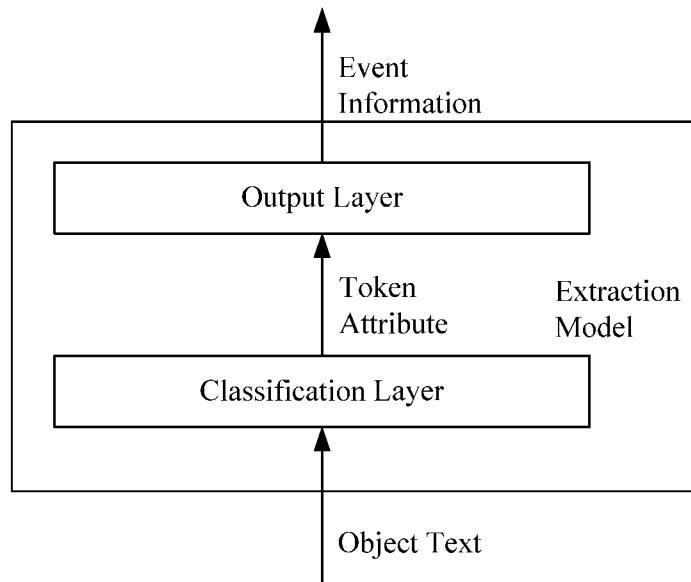 Event
Information
Output Layer
Token
Attribute
Extraction
Model
Classification Layer
Object Text